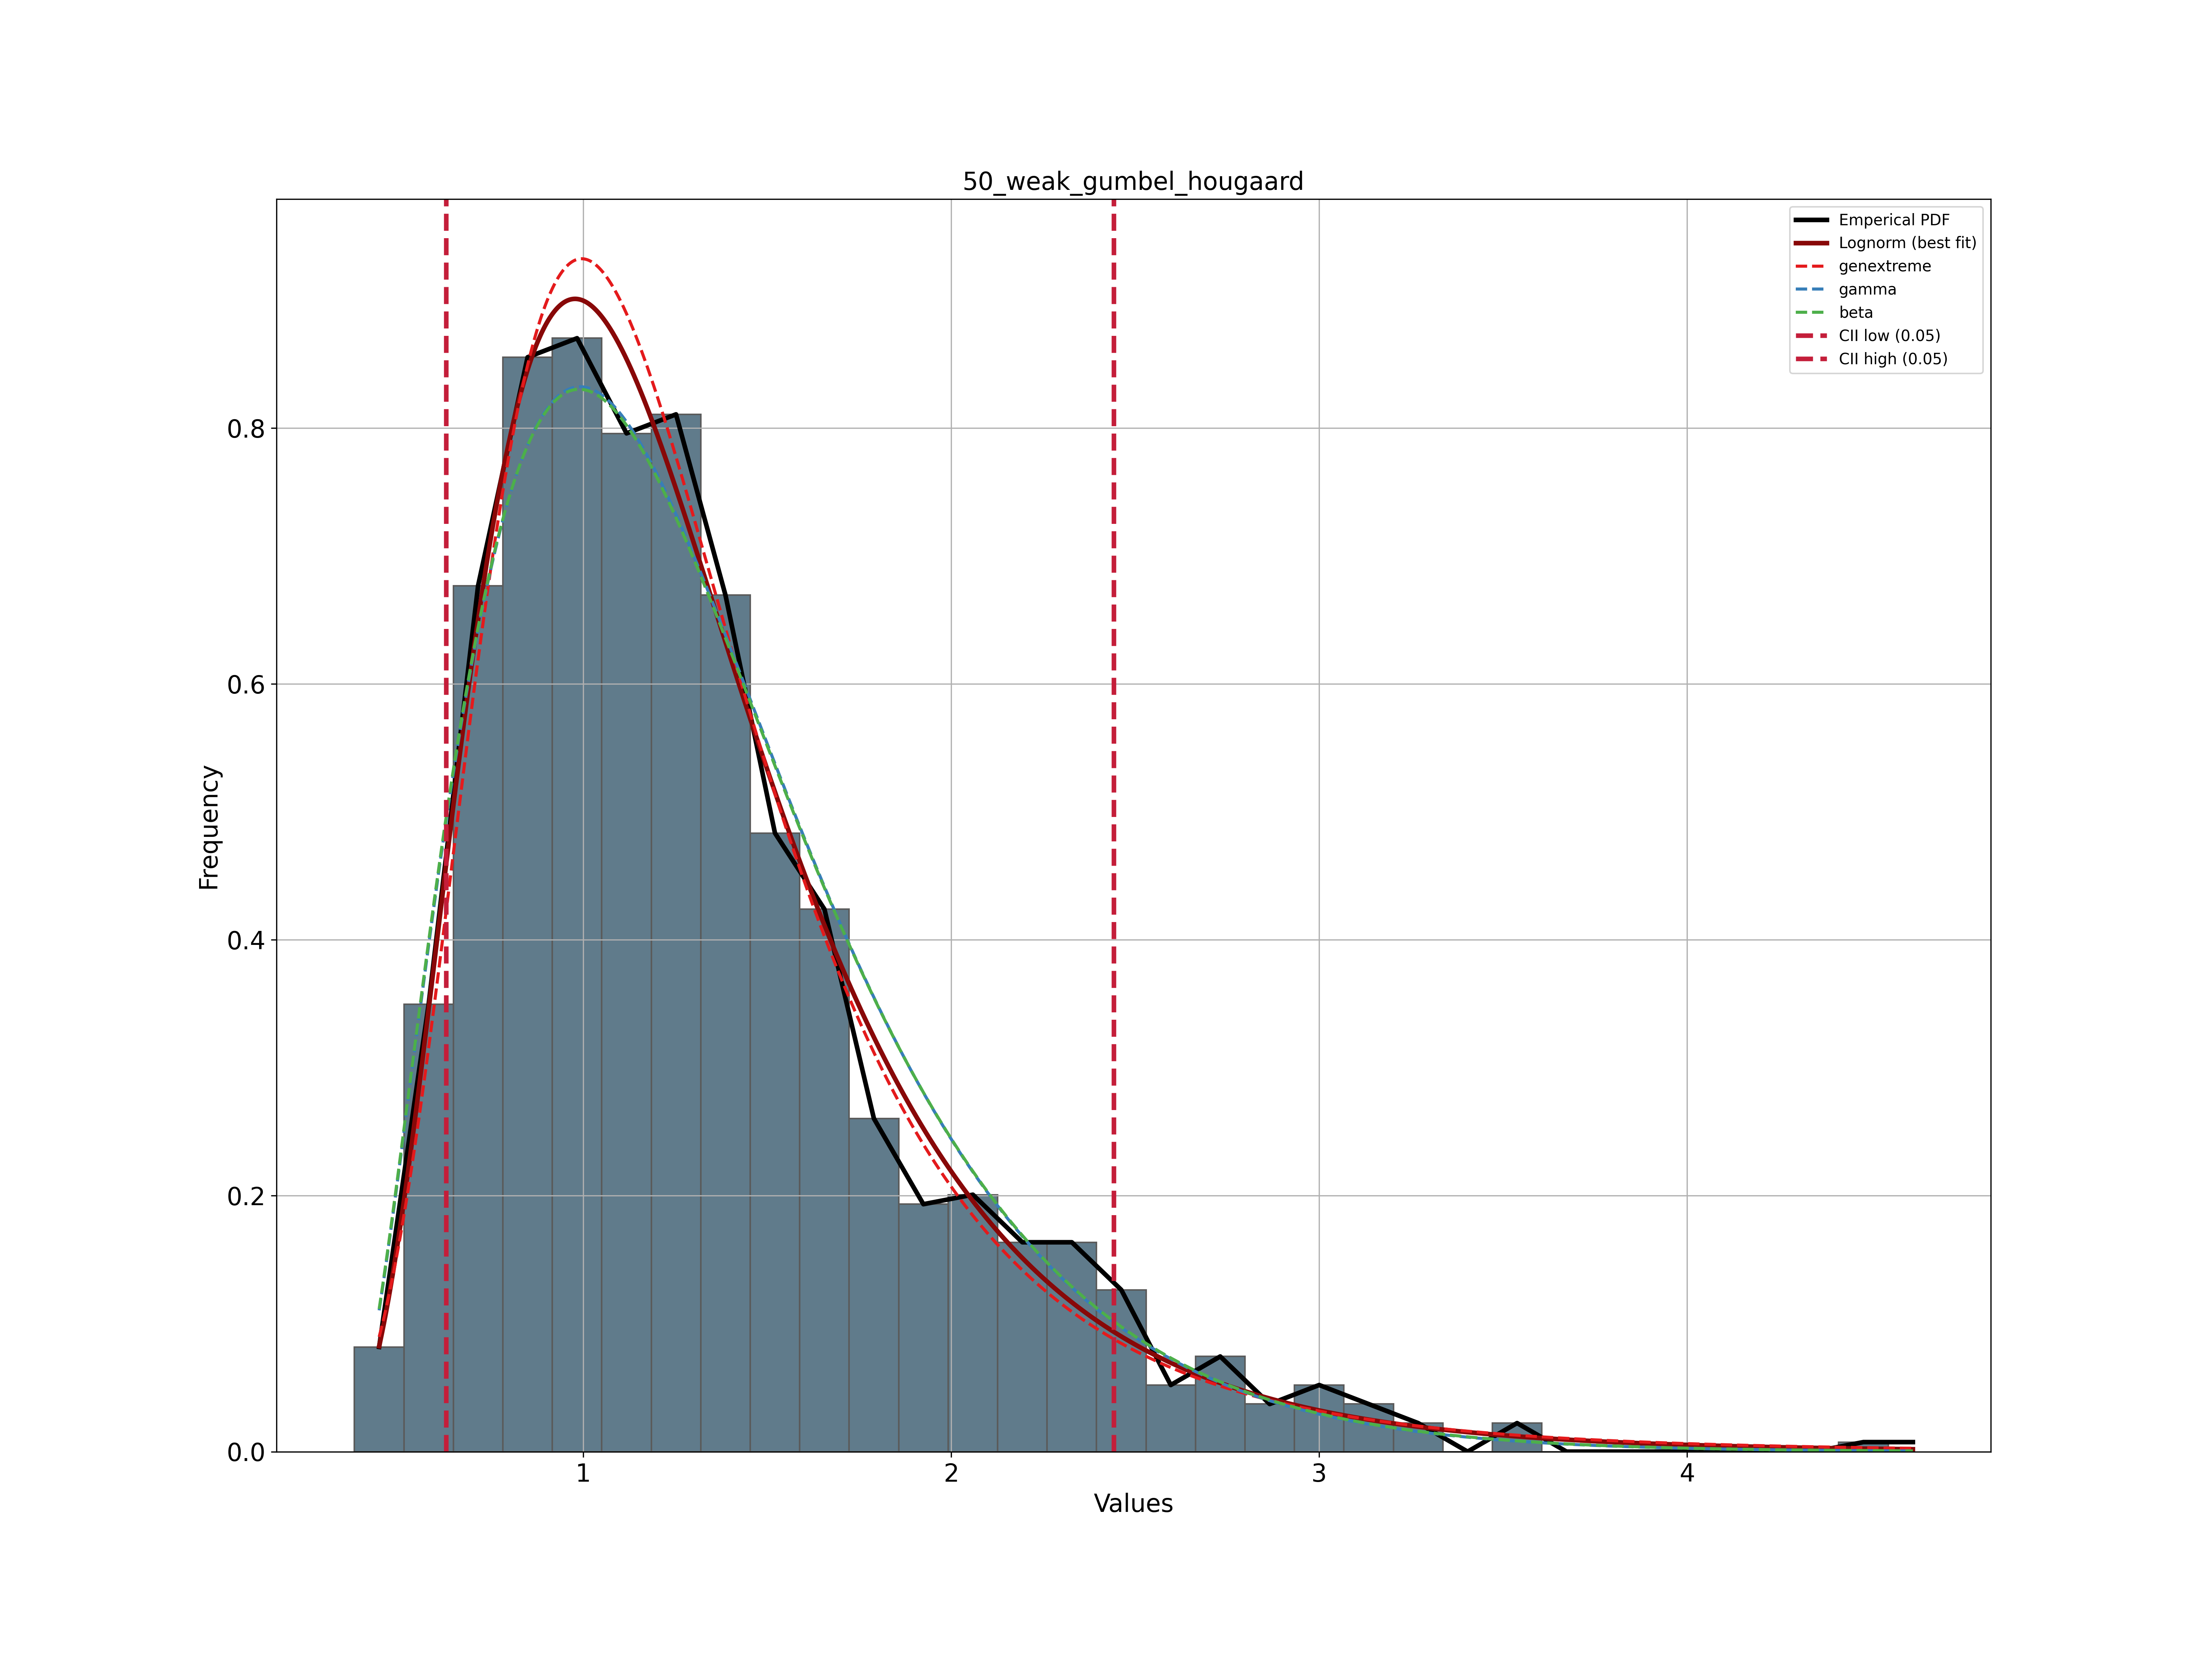 50_weak_gumbel_hougaard
Emperical PDF
Lognorm (best fit)
genextreme
gamma
beta
CII low (0.05)
CII high (0.05)
0.8
0.6
0.4
0.2
0.0
Frequency
1 2 3 4
Values